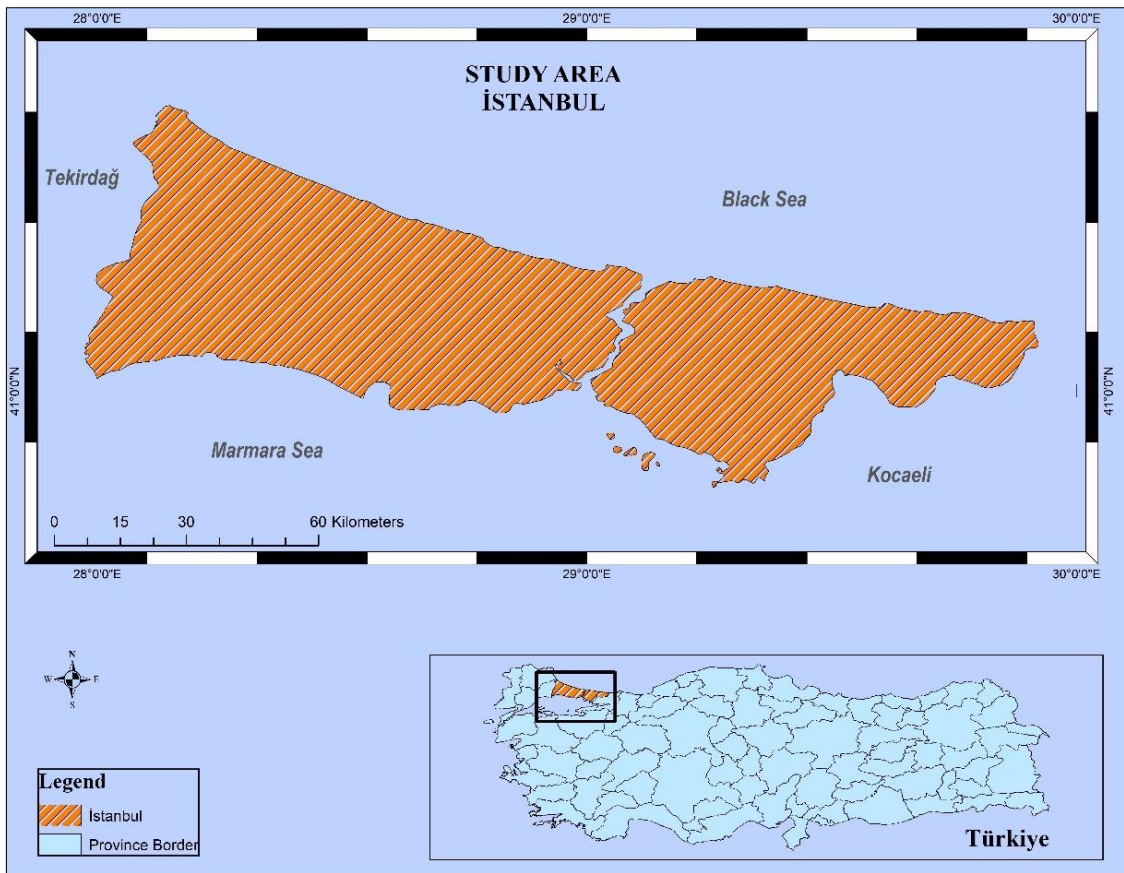 28°0'0"E 29°0'0"E 30°0'0"E
STUDY AREA
İSTANBUL
Tekirdağ
Black Sea
41°0'0"N 41°0'0"N
Marmara Sea
Kocaeli
0 15 30 60 Kilometers
28°0'0"E 29°0'0"E 30°0'0"E
N
W E
S
Legend
İstanbul
Province Border
Türkiye